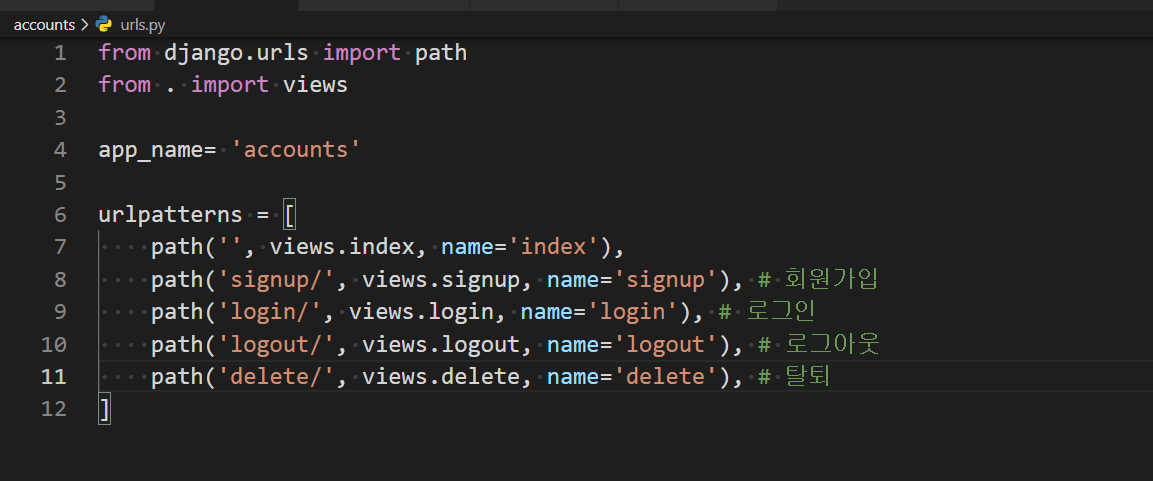 accounts > urls.py
1 from django.urls import path
2 from . import views
3
4 app_name= 'accounts'
5
6 urlpatterns = [
7     path('', views.index, name='index'),
8     path('signup/', views.signup, name='signup'), # 회원가입
9     path('login/', views.login, name='login'), # 로그인
10     path('logout/', views.logout, name='logout'), # 로그아웃
11     path('delete/', views.delete, name='delete'), # 탈퇴
12 ]